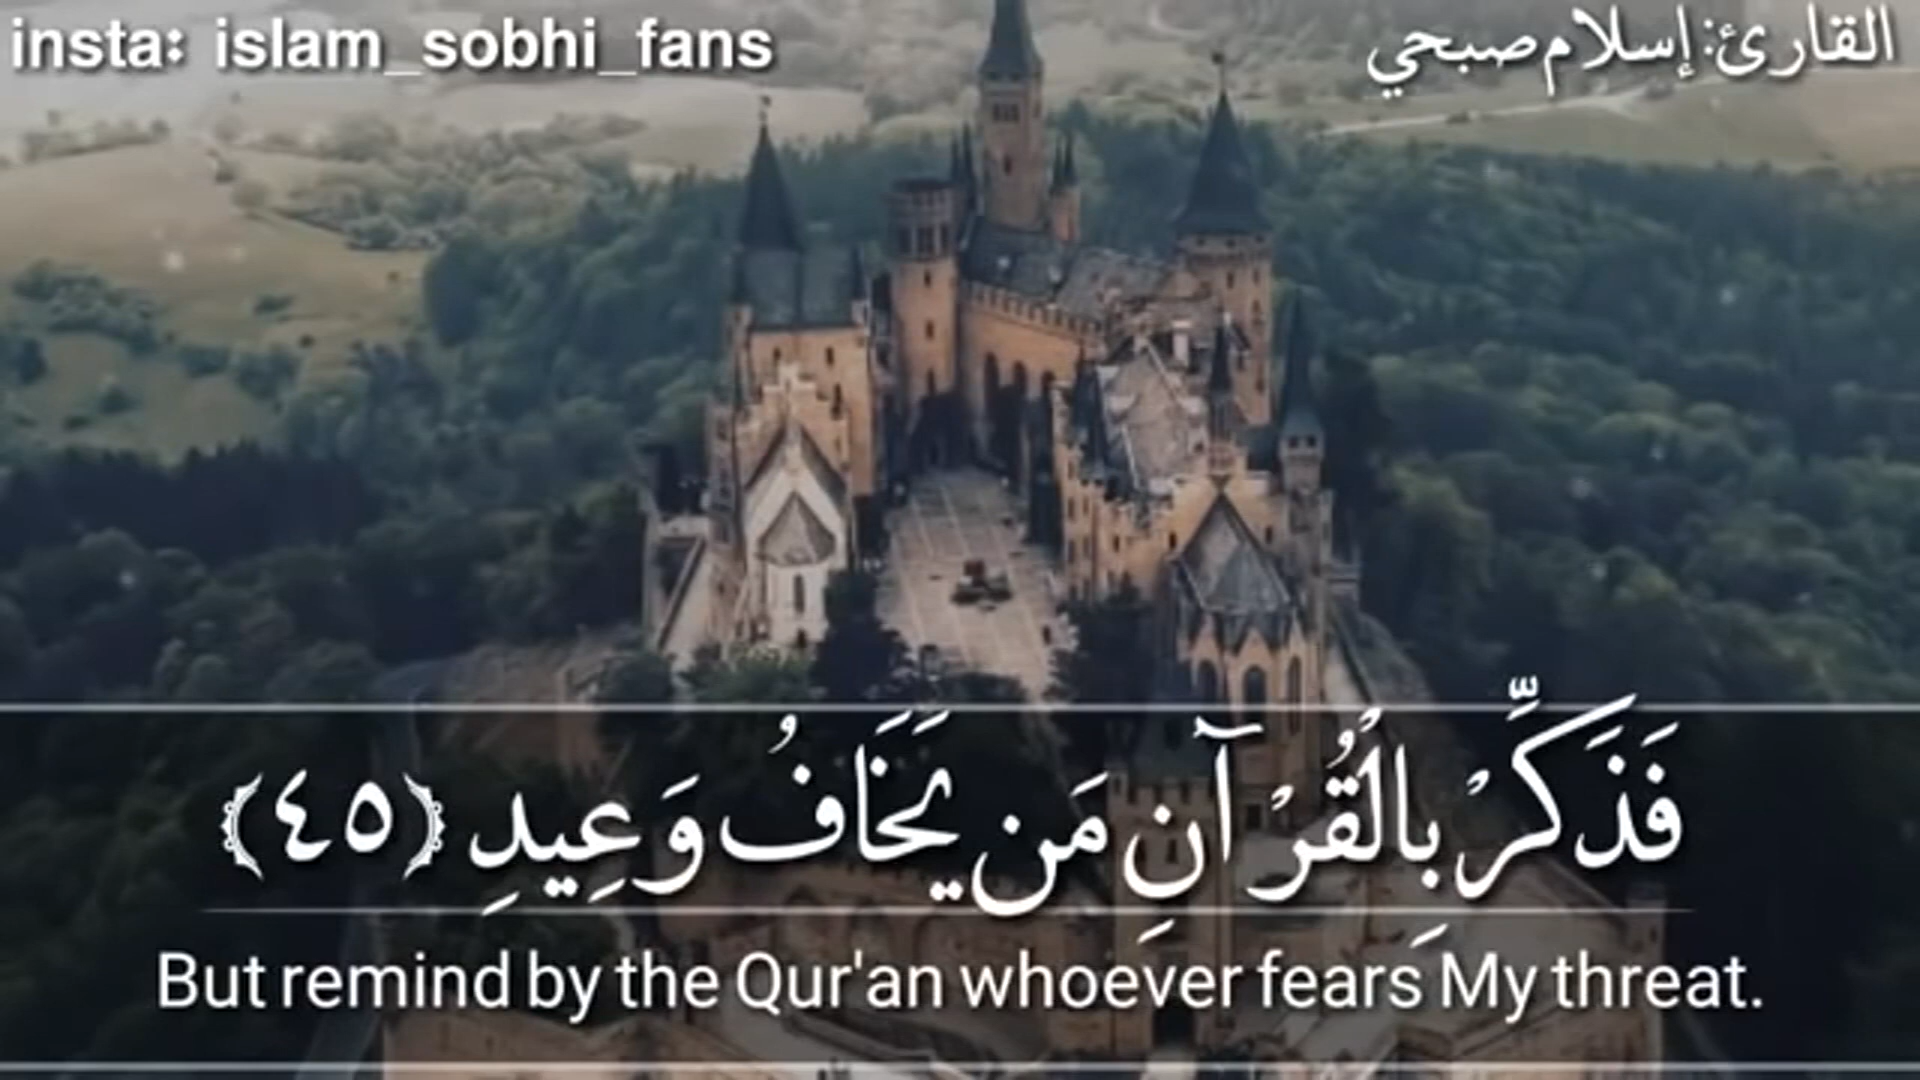 insta: islam_sobhi_fans
القارئ: إسلام صبحي
فَذَكِّرْ بِالْقُرْآنِ مَن يَخَافُ وَعِيدِ ﴿٤٥﴾
But remind by the Qur'an whoever fears My threat.